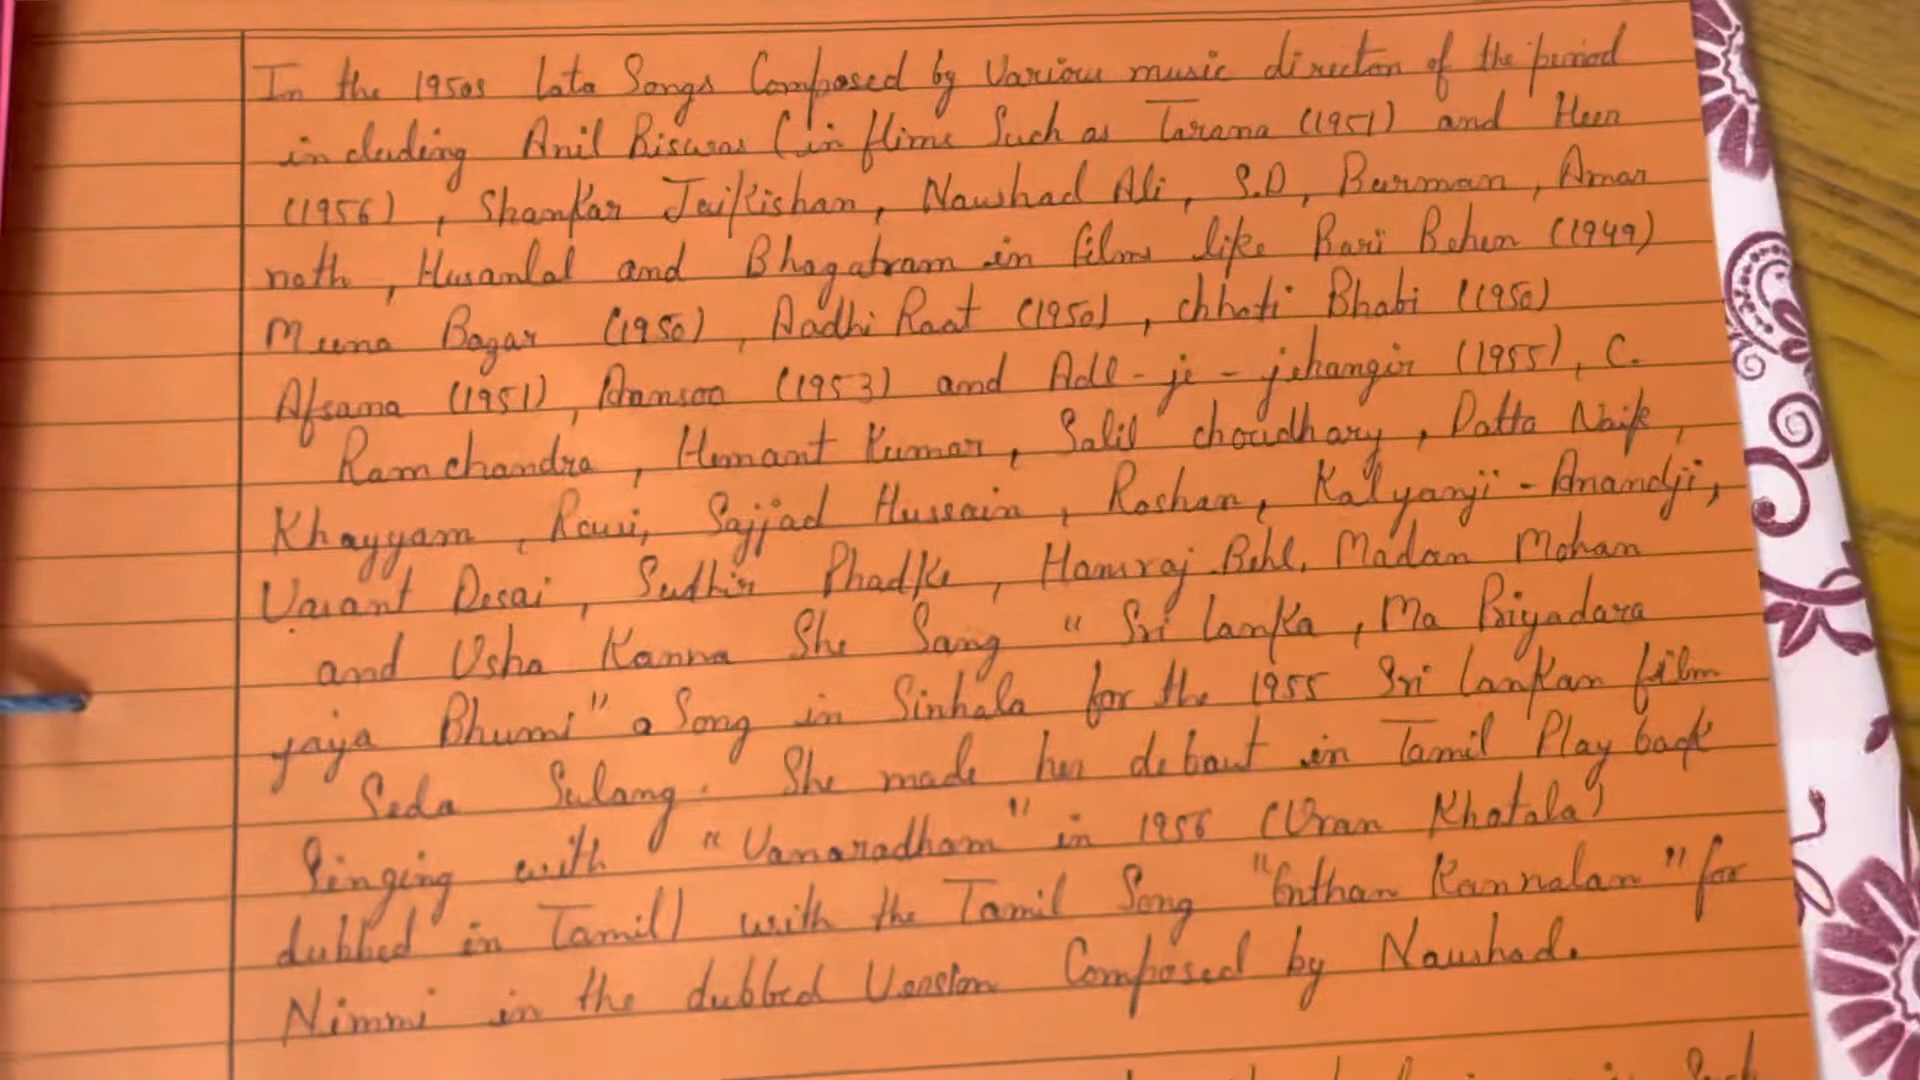 In the 1950s Lata Songs Composed by Various music director of the period
including Anil Biswas (in flims Such as Tarana (1951) and Heer
(1956), Shankar Jaikishan, Naushad Ali, S.D, Burman, Amar
nath, Husanlal and Bhagatram in films like Bari Behen (1949)
Meena Bazar (1950), Aadhi Raat (1950), chhoti Bhabi (1950)
Afsana (1951), Aansoo (1953) and Adl-ji-jehangir (1955), C.
Ramchandra, Hemant Kumar, Salil choudhary, Datta Naik,
Khayyam, Ravi, Sajjad Hussain, Roshan, Kalyanji-Anandji,
Vasant Desai, Sudhir Phadke, Hansraj Behl, Madan Mohan
and Usha Kanna She Sang "Sri lanka, Ma Priyadara
yaja Bhumi" a Song in Sinhala for the 1955 Sri lankan film
Seda Sulang. She made her debaut in Tamil Play back
Singing with "Vanaradham" in 1956 (Uran Khatala)
dubbed in Tamil) with the Tamil Song "Enthan Kannalan" for
Nimmi in the dubbed Version Composed by Naushad.